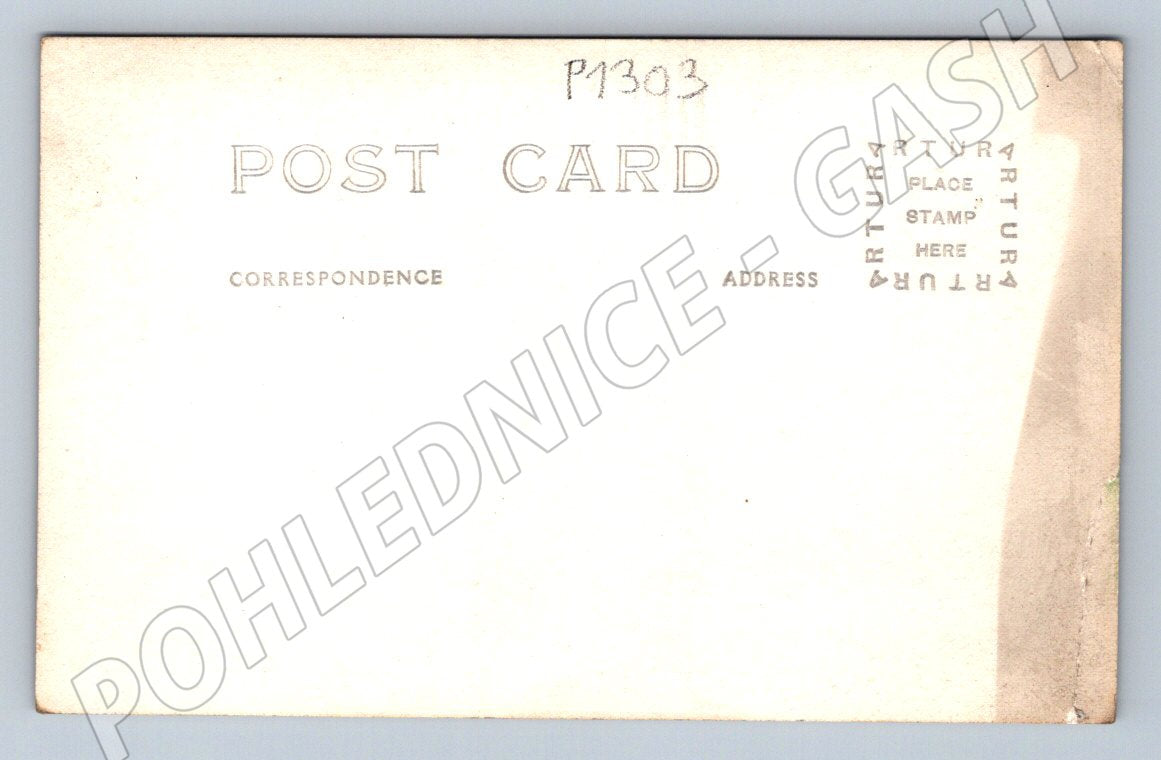 P1303
POST CARD
ARTURA
ARTURA
ARTURA
ARTURA
PLACE
STAMP
HERE
CORRESPONDENCE
ADDRESS
POHLEDNICE - GASH